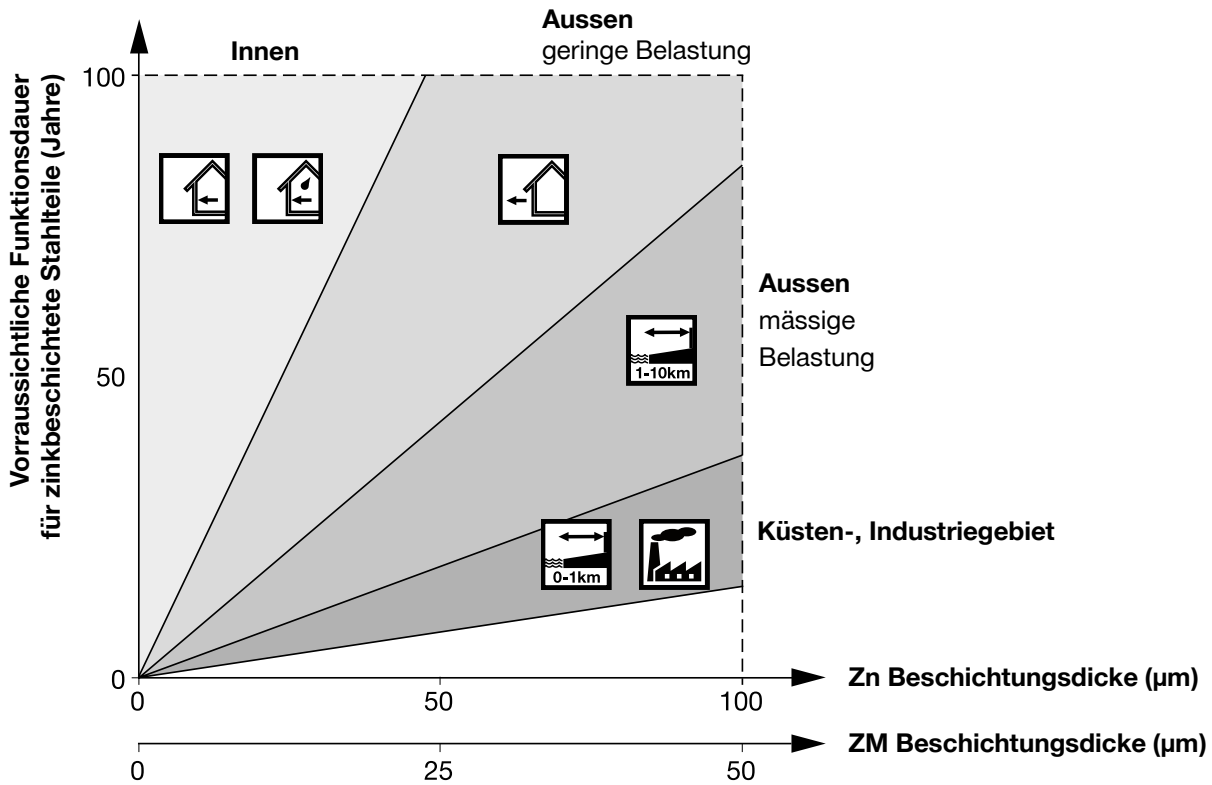 Aussen
geringe Belastung
Innen
Vorraussichtliche Funktionsdauer
für zinkbeschichtete Stahlteile (Jahre)
100
50
0
Aussen
mässige
Belastung
1-10km
Küsten-, Industriegebiet
0-1km
Zn Beschichtungsdicke (µm)
0 50 100
ZM Beschichtungsdicke (µm)
0 25 50